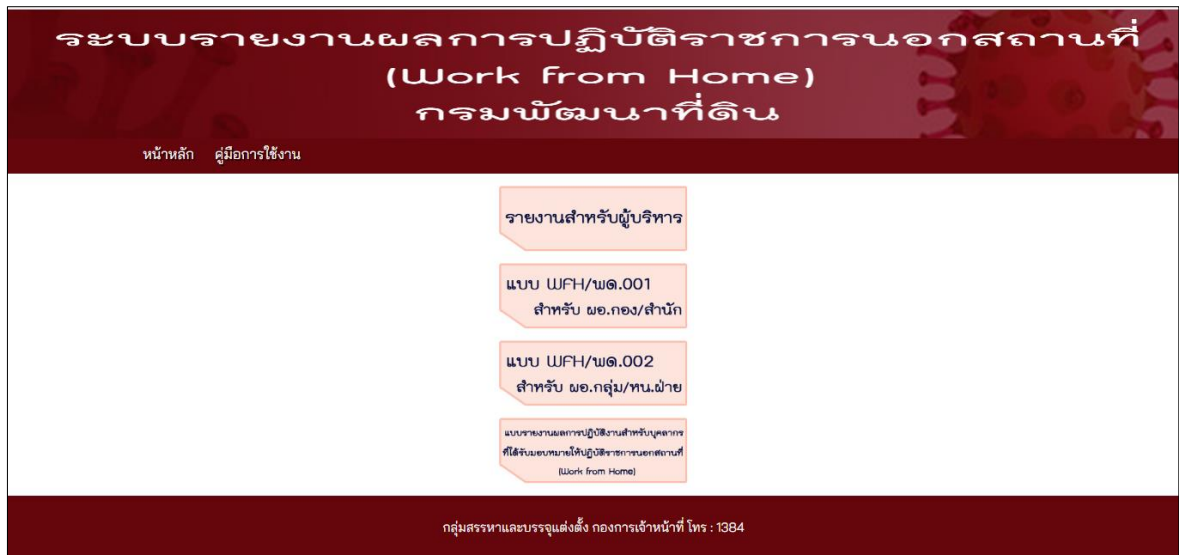 ระบบรายงานผลการปฏิบัติราชการนอกสถานที่
(Work from Home)
กรมพัฒนาที่ดิน
หน้าหลัก คู่มือการใช้งาน
รายงานสำหรับผู้บริหาร
แบบ WFH/พด.001
สำหรับ ผอ.กอง/สำนัก
แบบ WFH/พด.002
สำหรับ ผอ.กลุ่ม/หน.ฝ่าย
แบบรายงานผลการปฏิบัติงานสำหรับบุคลากร
ที่ได้รับมอบหมายให้ปฏิบัติราชการนอกสถานที่
(Work from Home)
กลุ่มสรรหาและบรรจุแต่งตั้ง กองการเจ้าหน้าที่ โทร : 1384